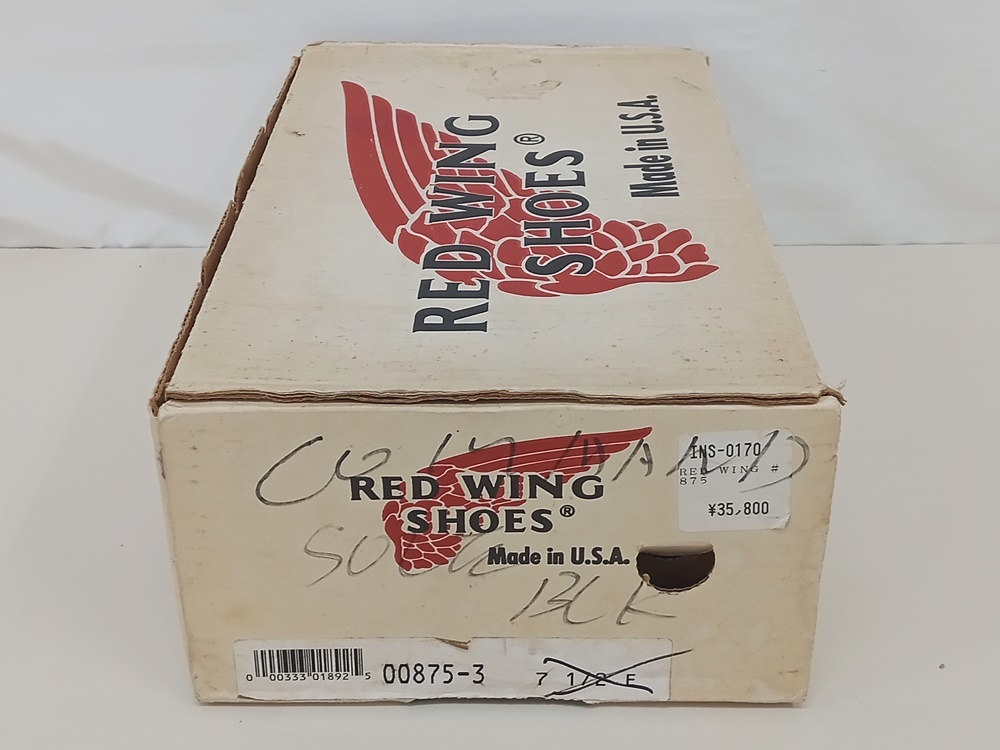 RED WING
SHOES®
Made in U.S.A.
INS-0170
RED WING #
875
¥35,800
RED WING
SHOES®
Made in U.S.A.
BLK
0 00333 01892 5
00875-3
7 1/2 E